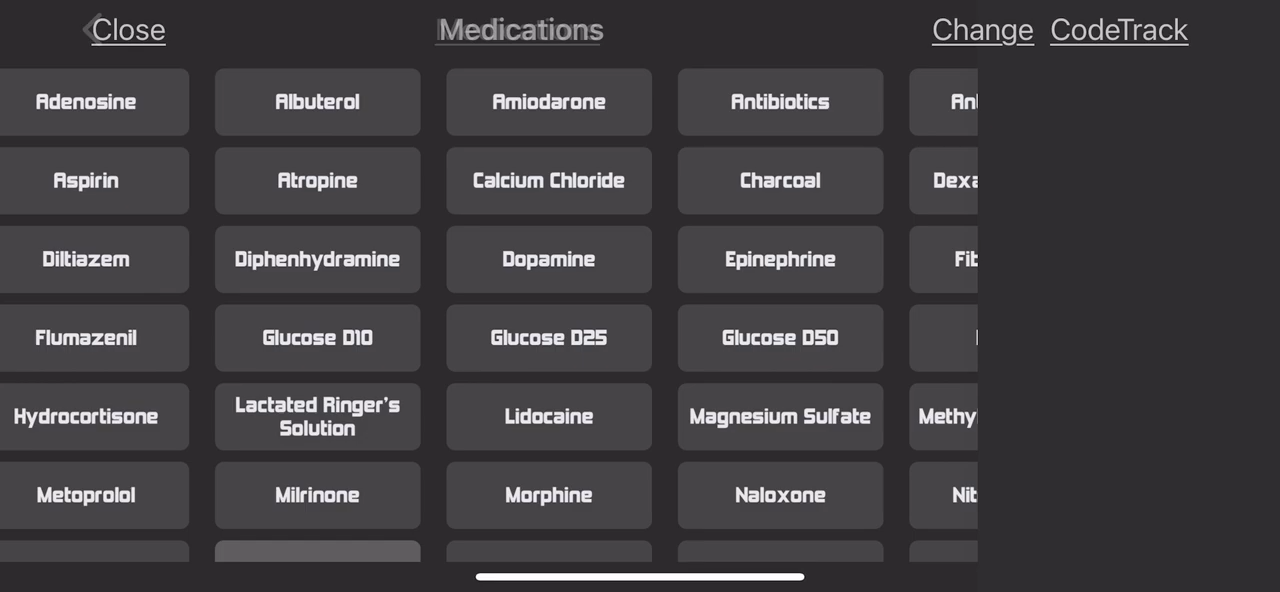 Close Medications Change CodeTrack
Adenosine Albuterol Amiodarone Antibiotics
Aspirin Atropine Calcium Chloride Charcoal
Diltiazem Diphenhydramine Dopamine Epinephrine
Flumazenil Glucose D10 Glucose D25 Glucose D50
Hydrocortisone Lactated Ringer's Solution Lidocaine Magnesium Sulfate
Metoprolol Milrinone Morphine Naloxone